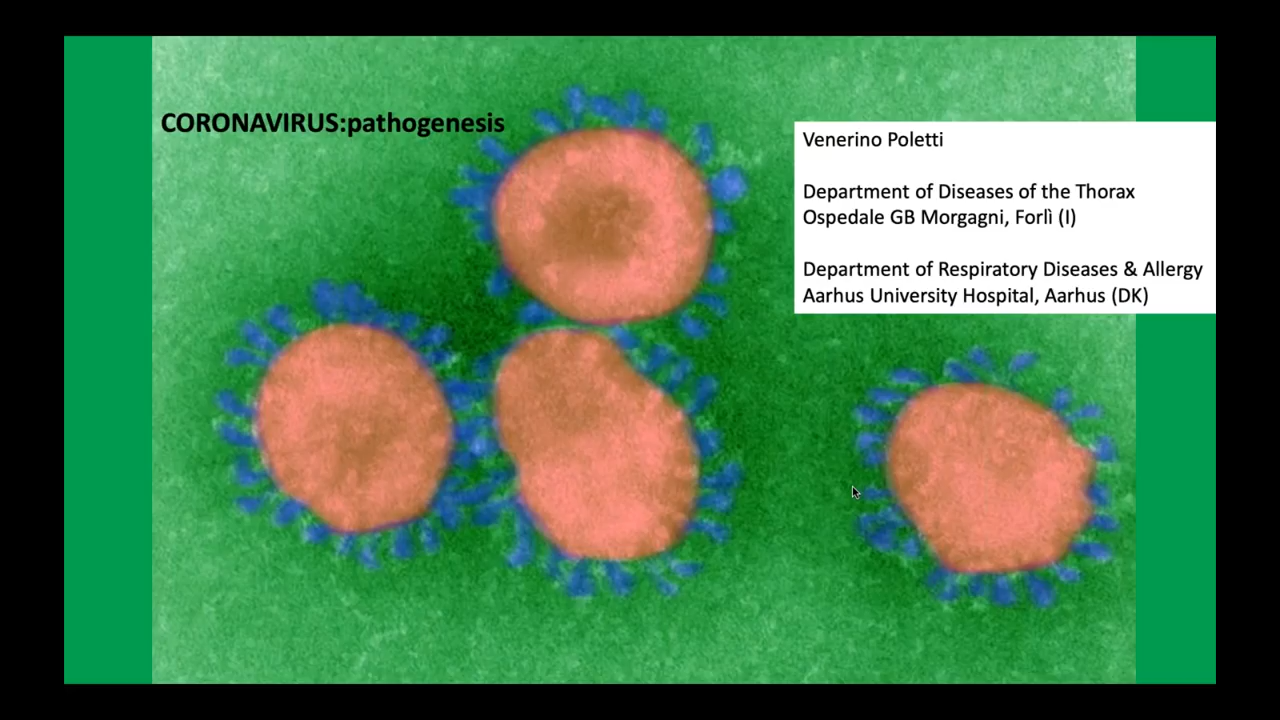 CORONAVIRUS:pathogenesis
Venerino Poletti
Department of Diseases of the Thorax
Ospedale GB Morgagni, Forlì (I)
Department of Respiratory Diseases & Allergy
Aarhus University Hospital, Aarhus (DK)